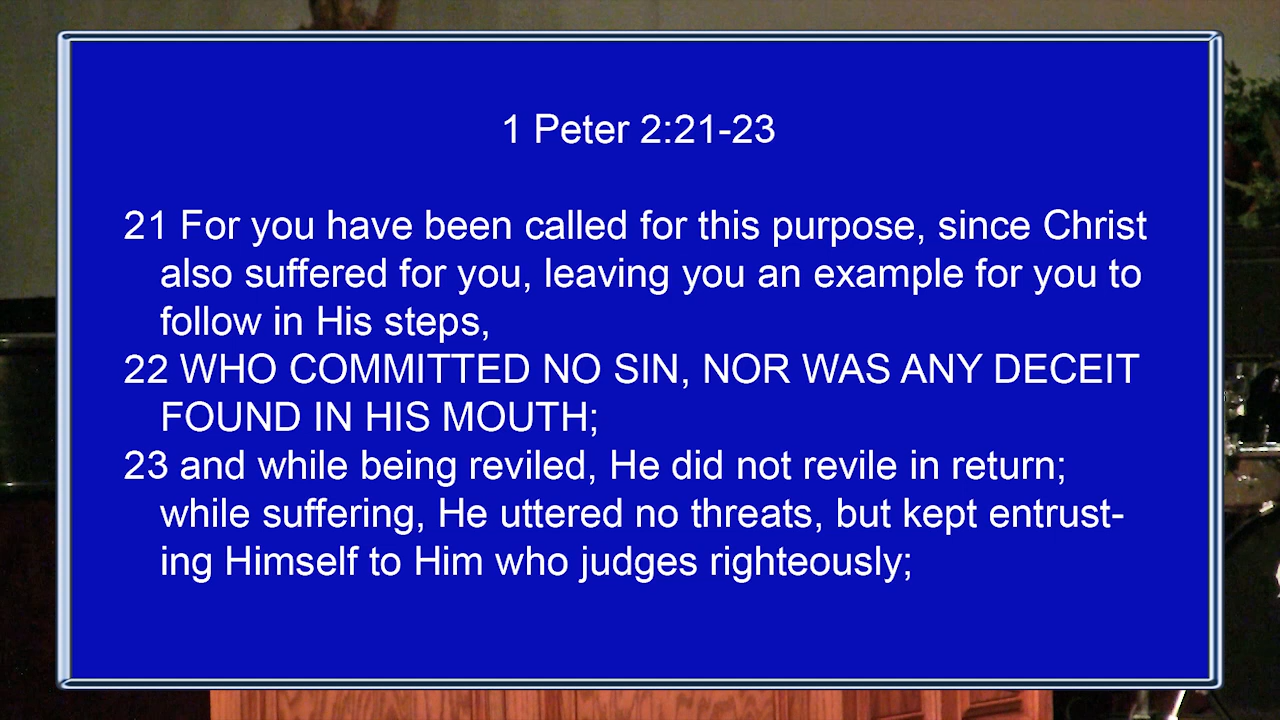 1 Peter 2:21-23
21 For you have been called for this purpose, since Christ
also suffered for you, leaving you an example for you to
follow in His steps,
22 WHO COMMITTED NO SIN, NOR WAS ANY DECEIT
FOUND IN HIS MOUTH;
23 and while being reviled, He did not revile in return;
while suffering, He uttered no threats, but kept entrust-
ing Himself to Him who judges righteously;